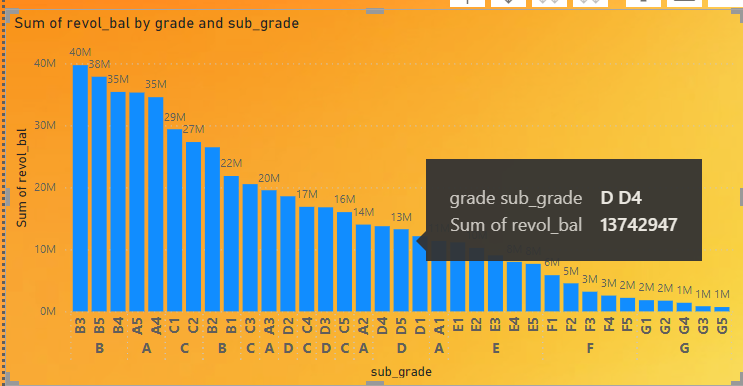 Sum of revol_bal by grade and sub_grade
Sum of revol_bal
40M
30M
20M
10M
0M
40M 38M 35M 35M 29M 27M 22M 20M 17M 16M 14M 13M 6M 5M 3M 3M 2M 2M 2M 1M 1M 1M
grade sub_grade D D4
Sum of revol_bal 13742947
B3 B5 B4 A5 A4 C1 C2 B2 B1 C3 A3 D2 C4 D3 C5 A2 D4 D5 D1 A1 E1 E2 E3 E4 E5 F1 F2 F3 F4 F5 G1 G2 G4 G3 G5
B A C B C A D C D C A D A E F G
sub_grade